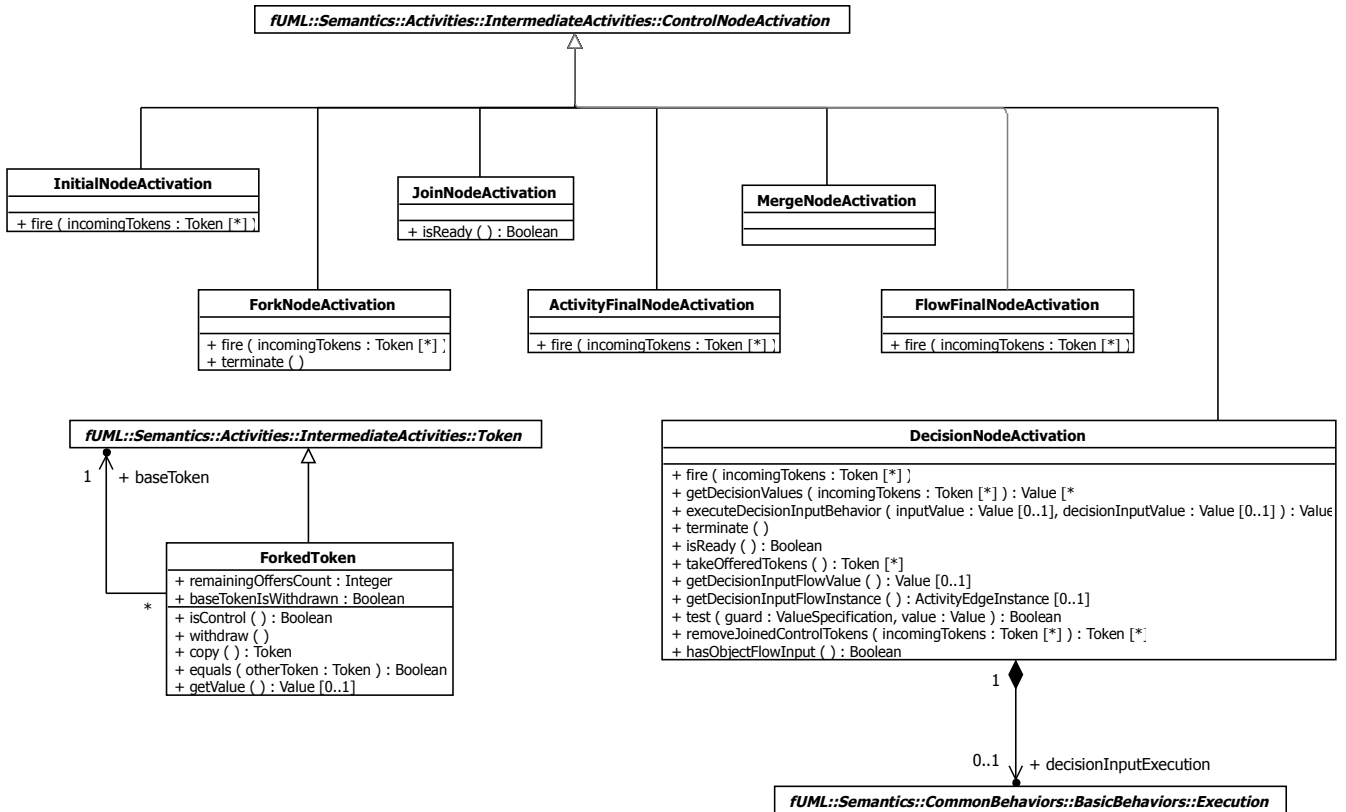 fUML::Semantics::Activities::IntermediateActivities::ControlNodeActivation
InitialNodeActivation
+ fire ( incomingTokens : Token [*] )
JoinNodeActivation
+ isReady ( ) : Boolean
MergeNodeActivation
ForkNodeActivation
+ fire ( incomingTokens : Token [*] )
+ terminate ( )
ActivityFinalNodeActivation
+ fire ( incomingTokens : Token [*] )
FlowFinalNodeActivation
+ fire ( incomingTokens : Token [*] )
fUML::Semantics::Activities::IntermediateActivities::Token
1
+ baseToken
*
ForkedToken
+ remainingOffersCount : Integer
+ baseTokenIsWithdrawn : Boolean
+ isControl ( ) : Boolean
+ withdraw ( )
+ copy ( ) : Token
+ equals ( otherToken : Token ) : Boolean
+ getValue ( ) : Value [0..1]
DecisionNodeActivation
+ fire ( incomingTokens : Token [*] )
+ getDecisionValues ( incomingTokens : Token [*] ) : Value [*
+ executeDecisionInputBehavior ( inputValue : Value [0..1], decisionInputValue : Value [0..1] ) : Value
+ terminate ( )
+ isReady ( ) : Boolean
+ takeOfferedTokens ( ) : Token [*]
+ getDecisionInputFlowValue ( ) : Value [0..1]
+ getDecisionInputFlowInstance ( ) : ActivityEdgeInstance [0..1]
+ test ( guard : ValueSpecification, value : Value ) : Boolean
+ removeJoinedControlTokens ( incomingTokens : Token [*] ) : Token [*]
+ hasObjectFlowInput ( ) : Boolean
1
0..1
+ decisionInputExecution
fUML::Semantics::CommonBehaviors::BasicBehaviors::Execution